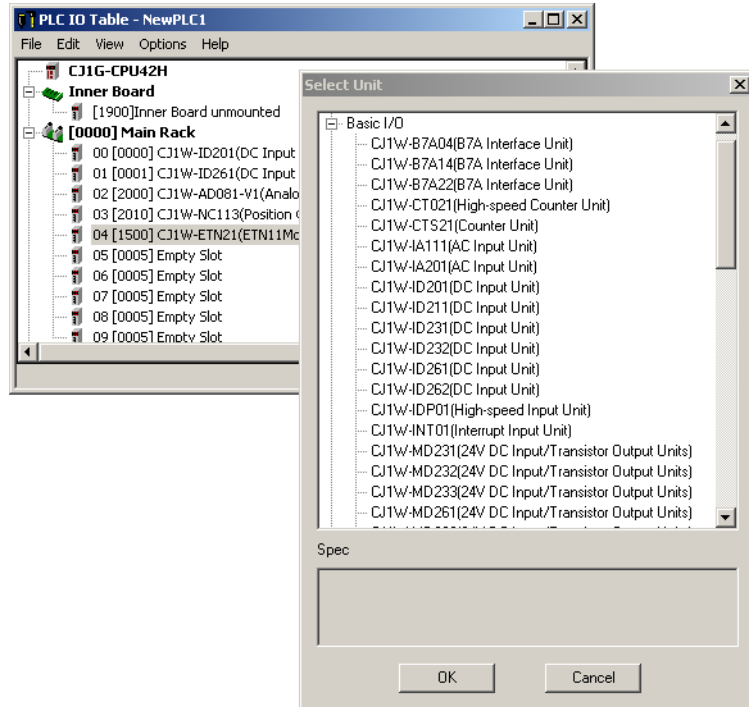 PLC IO Table - NewPLC1
File Edit View Options Help
CJ1G-CPU42H
Inner Board
[1900]Inner Board unmounted
[0000] Main Rack
00 [0000] CJ1W-ID201(DC Input
01 [0001] CJ1W-ID261(DC Input
02 [2000] CJ1W-AD081-V1(Analo
03 [2010] CJ1W-NC113(Position
04 [1500] CJ1W-ETN21(ETN11Mo
05 [0005] Empty Slot
06 [0005] Empty Slot
07 [0005] Empty Slot
08 [0005] Empty Slot
09 [0005] Empty Slot
Select Unit
Basic I/O
CJ1W-B7A04(B7A Interface Unit)
CJ1W-B7A14(B7A Interface Unit)
CJ1W-B7A22(B7A Interface Unit)
CJ1W-CT021(High-speed Counter Unit)
CJ1W-CTS21(Counter Unit)
CJ1W-IA111(AC Input Unit)
CJ1W-IA201(AC Input Unit)
CJ1W-ID201(DC Input Unit)
CJ1W-ID211(DC Input Unit)
CJ1W-ID231(DC Input Unit)
CJ1W-ID232(DC Input Unit)
CJ1W-ID261(DC Input Unit)
CJ1W-ID262(DC Input Unit)
CJ1W-IDP01(High-speed Input Unit)
CJ1W-INT01(Interrupt Input Unit)
CJ1W-MD231(24V DC Input/Transistor Output Units)
CJ1W-MD232(24V DC Input/Transistor Output Units)
CJ1W-MD233(24V DC Input/Transistor Output Units)
CJ1W-MD261(24V DC Input/Transistor Output Units)
Spec
OK Cancel